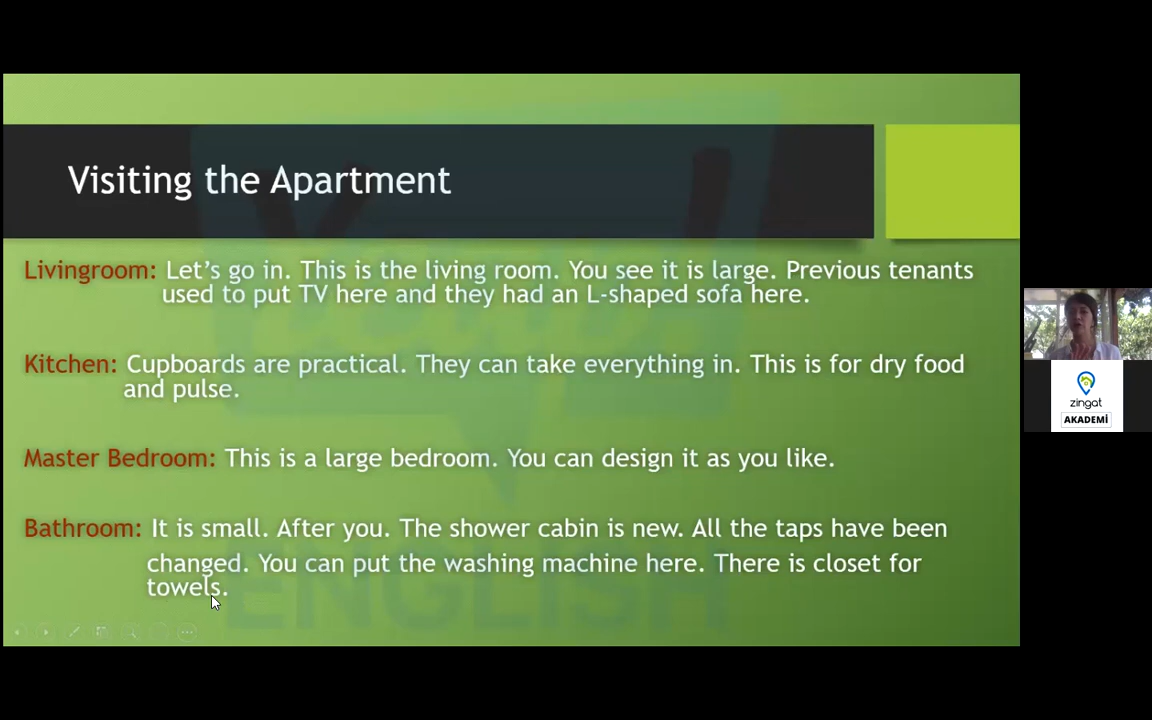 Visiting the Apartment
Livingroom: Let's go in. This is the living room. You see it is large. Previous tenants
used to put TV here and they had an L-shaped sofa here.
Kitchen: Cupboards are practical. They can take everything in. This is for dry food
and pulse.
Master Bedroom: This is a large bedroom. You can design it as you like.
Bathroom: It is small. After you. The shower cabin is new. All the taps have been
changed. You can put the washing machine here. There is closet for
towels.
ENGLISH
zingat
AKADEMİ